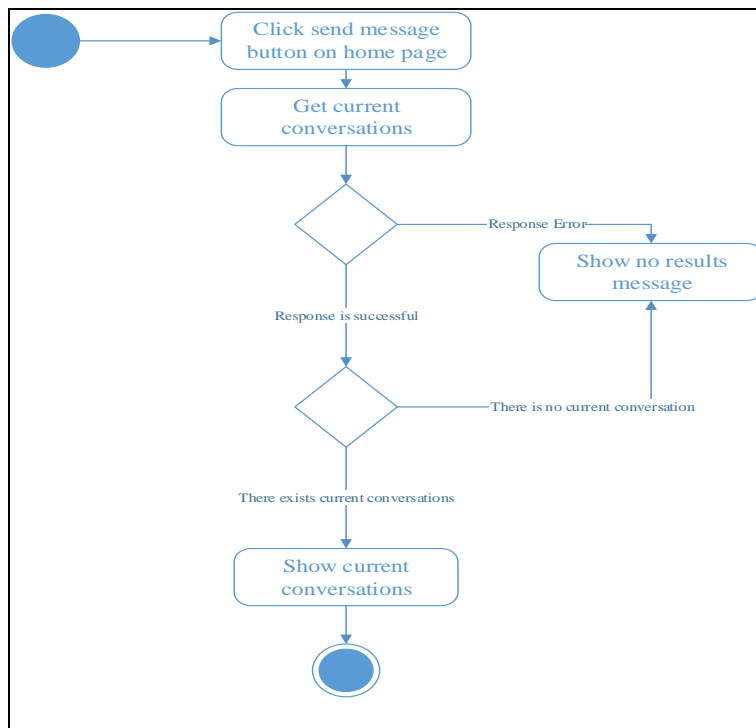 Click send message
button on home page
Get current
conversations
Response Error
Show no results
message
Response is successful
There is no current conversation
There exists current conversations
Show current
conversations